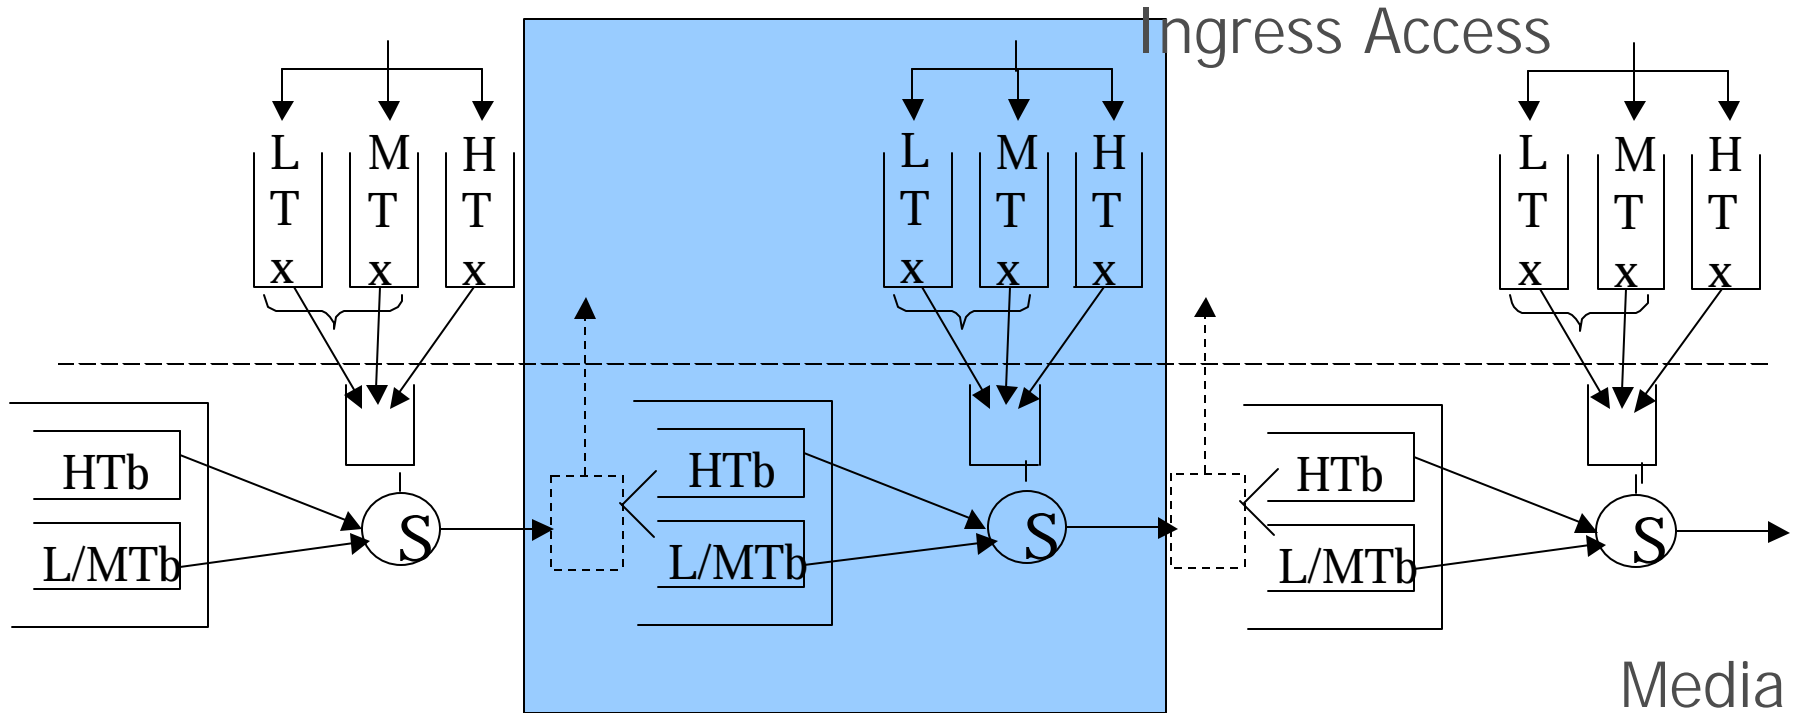 Ingress Access
L M H
T T T
x x x
L M H
T T T
x x x
L M H
T T T
x x x
HTb
L/MTb
S
HTb
L/MTb
S
HTb
L/MTb
S
Media